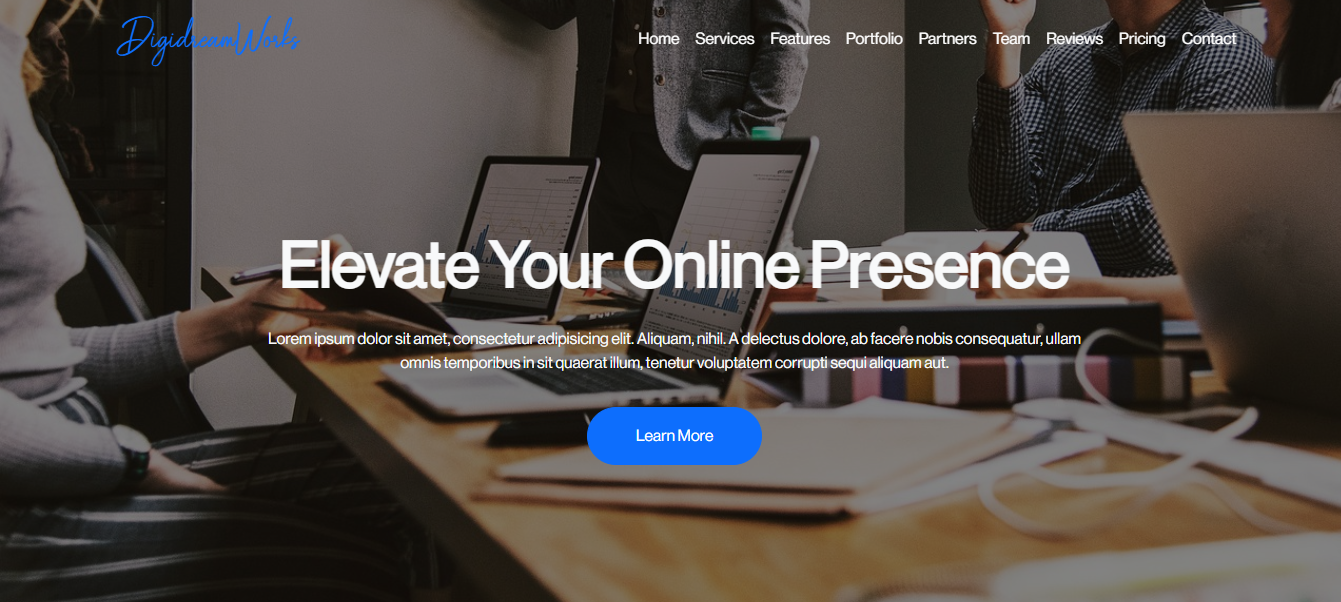 DigidreamWorks
Home Services Features Portfolio Partners Team Reviews Pricing Contact
Elevate Your Online Presence
Lorem ipsum dolor sit amet, consectetur adipisicing elit. Aliquam, nihil. A delectus dolore, ab facere nobis consequatur, ullam
omnis temporibus in sit quaerat illum, tenetur voluptatem corrupti sequi aliquam aut.
Learn More